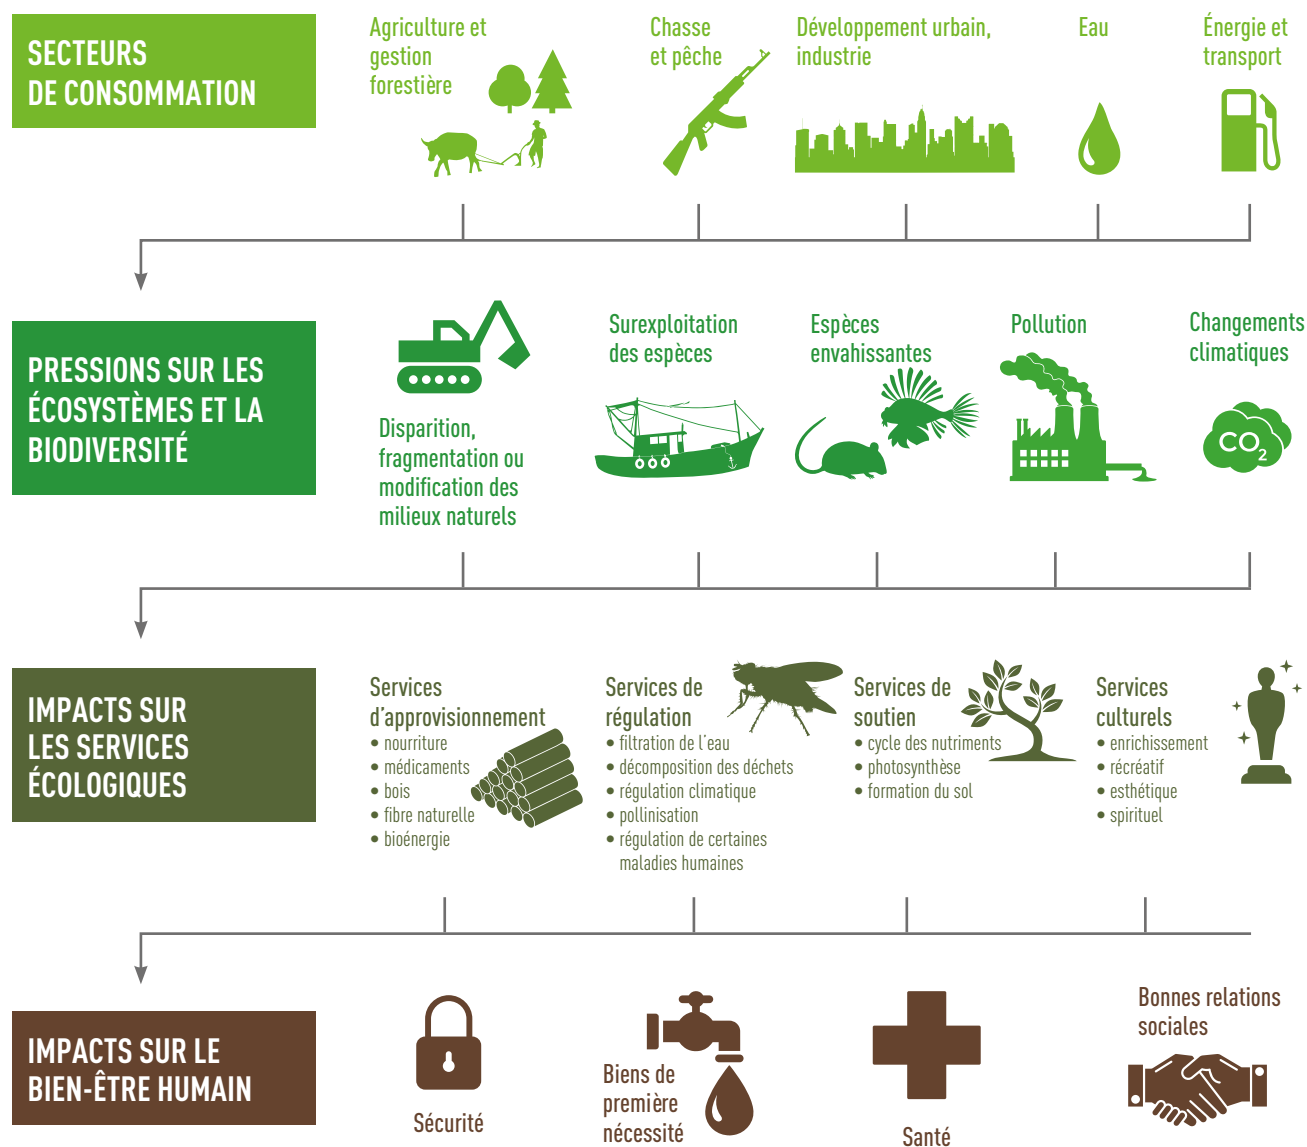 SECTEURS
DE CONSOMMATION
Agriculture et
gestion
forestière
Chasse
et pêche
Développement urbain,
industrie
Eau
Énergie et
transport
PRESSIONS SUR LES
ÉCOSYSTÈMES ET LA
BIODIVERSITÉ
Disparition,
fragmentation ou
modification des
milieux naturels
Surexploitation
des espèces
Espèces
envahissantes
Pollution
Changements
climatiques
CO2
IMPACTS SUR
LES SERVICES
ÉCOLOGIQUES
Services
d'approvisionnement
• nourriture
• médicaments
• bois
• fibre naturelle
• bioénergie
Services de
régulation
• filtration de l'eau
• décomposition des déchets
• régulation climatique
• pollinisation
• régulation de certaines
maladies humaines
Services de
soutien
• cycle des nutriments
• photosynthèse
• formation du sol
Services
culturels
• enrichissement
• récréatif
• esthétique
• spirituel
IMPACTS SUR LE
BIEN-ÊTRE HUMAIN
Sécurité
Biens de
première
nécessité
Santé
Bonnes relations
sociales